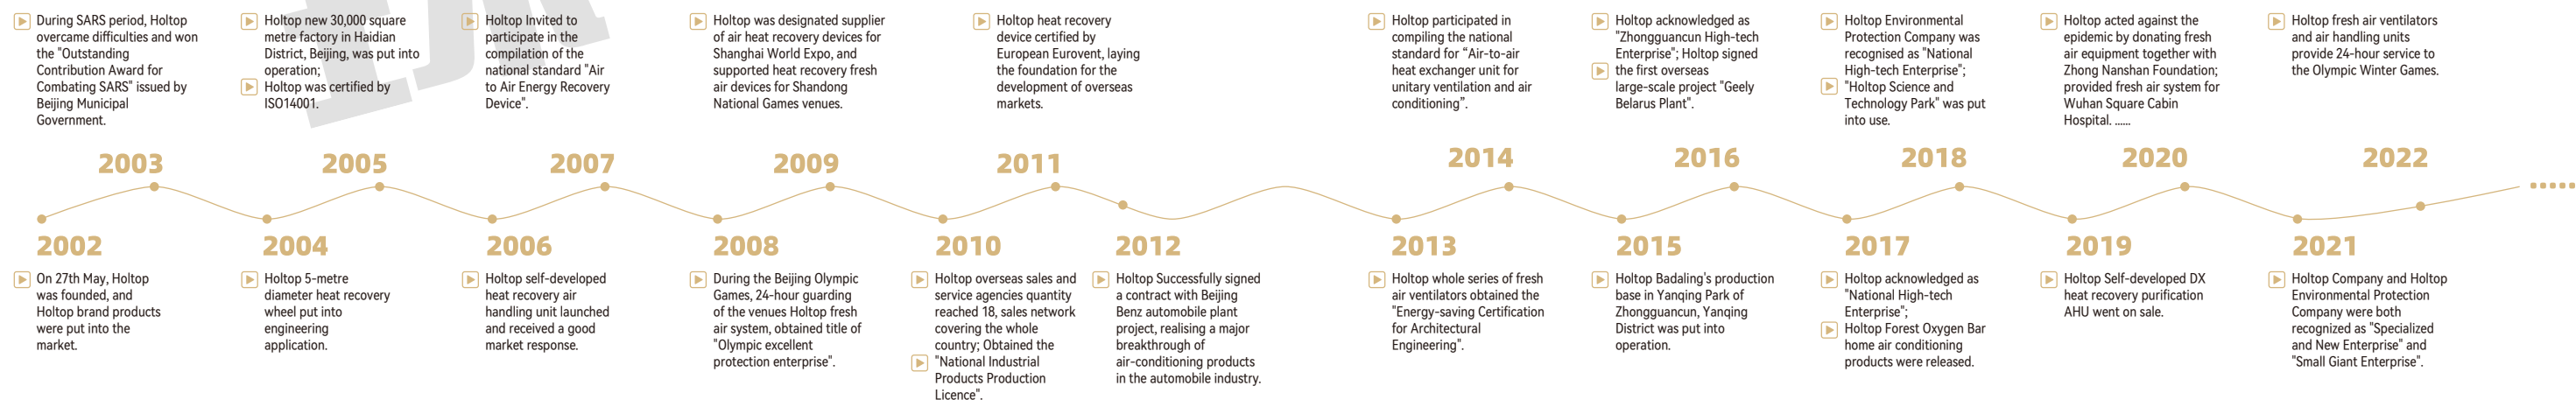 During SARS period, Holtop
overcame difficulties and won
the "Outstanding
Contribution Award for
Combating SARS" issued by
Beijing Municipal
Government.
Holtop new 30,000 square
metre factory in Haidian
District, Beijing, was put into
operation;
Holtop was certified by
ISO14001.
Holtop Invited to
participate in the
compilation of the
national standard "Air
to Air Energy Recovery
Device".
Holtop was designated supplier
of air heat recovery devices for
Shanghai World Expo, and
supported heat recovery fresh
air devices for Shandong
National Games venues.
Holtop heat recovery
device certified by
European Eurovent, laying
the foundation for the
development of overseas
markets.
Holtop participated in
compiling the national
standard for “Air-to-air
heat exchanger unit for
unitary ventilation and air
conditioning”.
Holtop acknowledged as
"Zhongguancun High-tech
Enterprise"; Holtop signed
the first overseas
large-scale project "Geely
Belarus Plant".
Holtop Environmental
Protection Company was
recognised as "National
High-tech Enterprise";
"Holtop Science and
Technology Park" was put
into use.
Holtop acted against the
epidemic by donating fresh
air equipment together with
Zhong Nanshan Foundation;
provided fresh air system for
Wuhan Square Cabin
Hospital. ......
Holtop fresh air ventilators
and air handling units
provide 24-hour service to
the Olympic Winter Games.
2003
2005
2007
2009
2011
2014
2016
2018
2020
2022
2002
2004
2006
2008
2010
2012
2013
2015
2017
2019
2021
On 27th May, Holtop
was founded, and
Holtop brand products
were put into the
market.
Holtop 5-metre
diameter heat recovery
wheel put into
engineering
application.
Holtop self-developed
heat recovery air
handling unit launched
and received a good
market response.
During the Beijing Olympic
Games, 24-hour guarding
of the venues Holtop fresh
air system, obtained title of
"Olympic excellent
protection enterprise".
Holtop overseas sales and
service agencies quantity
reached 18, sales network
covering the whole
country; Obtained the
"National Industrial
Products Production
Licence".
Holtop Successfully signed
a contract with Beijing
Benz automobile plant
project, realising a major
breakthrough of
air-conditioning products
in the automobile industry.
Holtop whole series of fresh
air ventilators obtained the
"Energy-saving Certification
for Architectural
Engineering".
Holtop Badaling's production
base in Yanqing Park of
Zhongguancun, Yanqing
District was put into
operation.
Holtop acknowledged as
"National High-tech
Enterprise";
Holtop Forest Oxygen Bar
home air conditioning
products were released.
Holtop Self-developed DX
heat recovery purification
AHU went on sale.
Holtop Company and Holtop
Environmental Protection
Company were both
recognized as "Specialized
and New Enterprise" and
"Small Giant Enterprise".